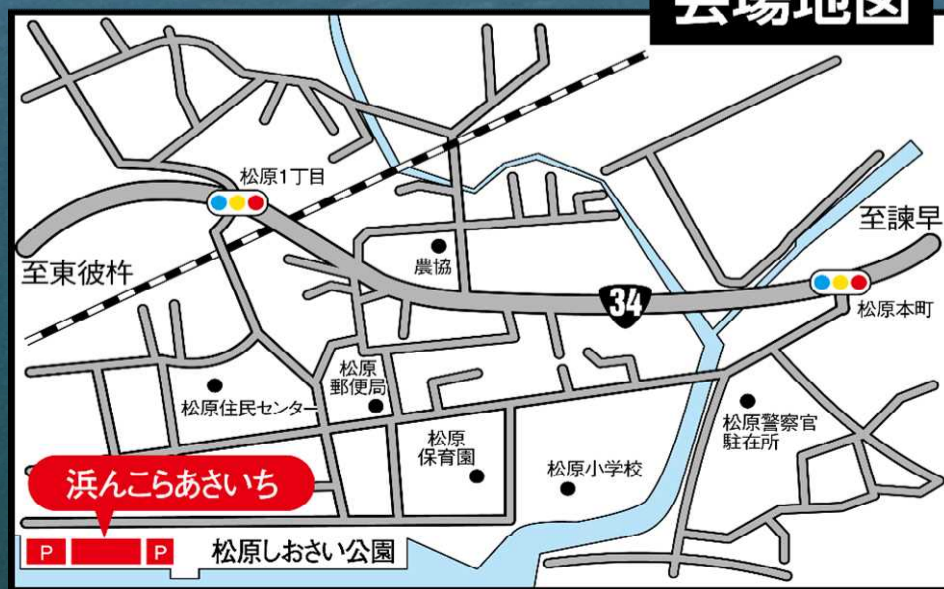 会場地図
松原1丁目
至東彼杵
農協
至諫早
34
松原本町
松原
郵便局
松原住民センター
松原
保育園
松原小学校
松原警察官
駐在所
浜んこらあさいち
P
P
松原しおさい公園